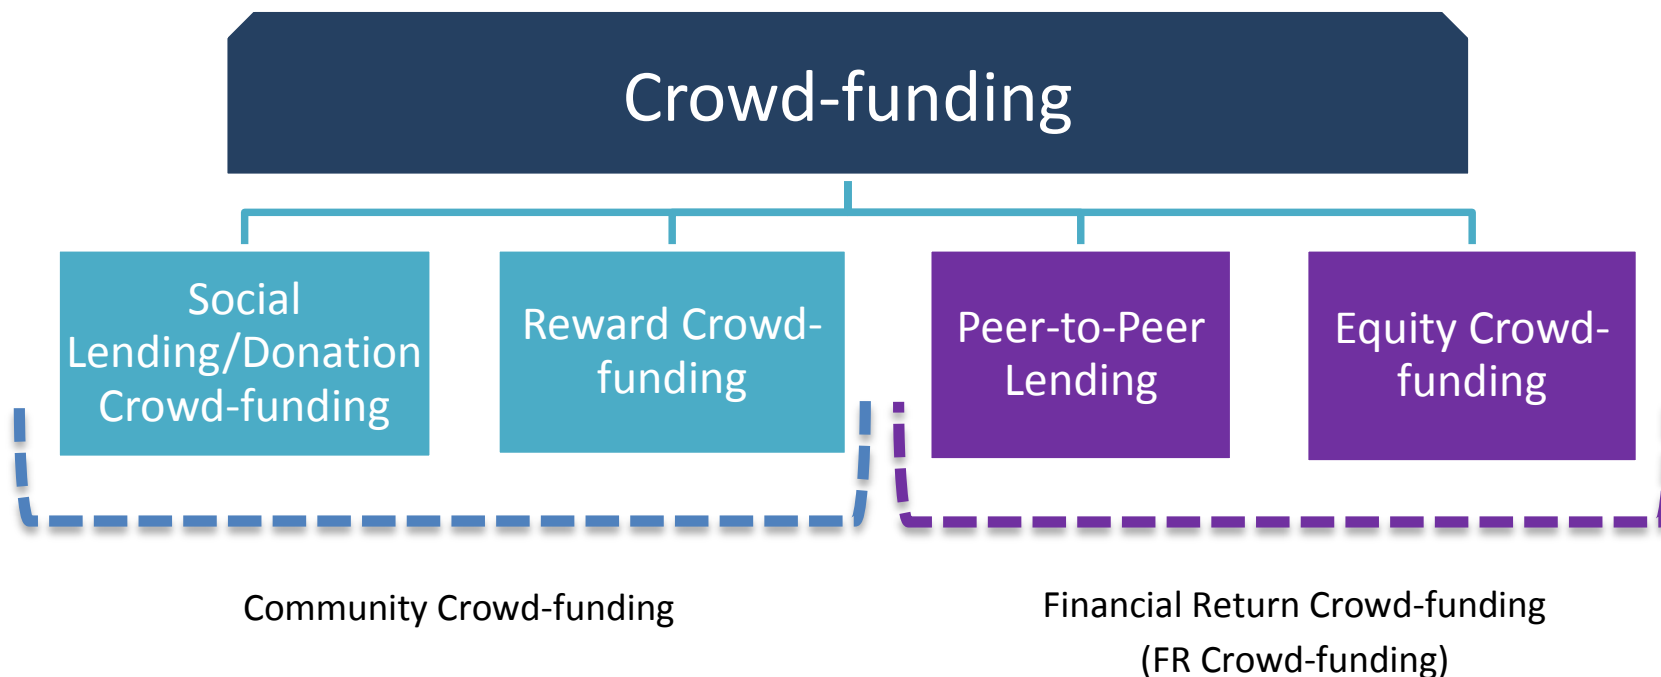 Crowd-funding
Social
Lending/Donation
Crowd-funding
Reward Crowd-
funding
Peer-to-Peer
Lending
Equity Crowd-
funding
Community Crowd-funding
Financial Return Crowd-funding
(FR Crowd-funding)